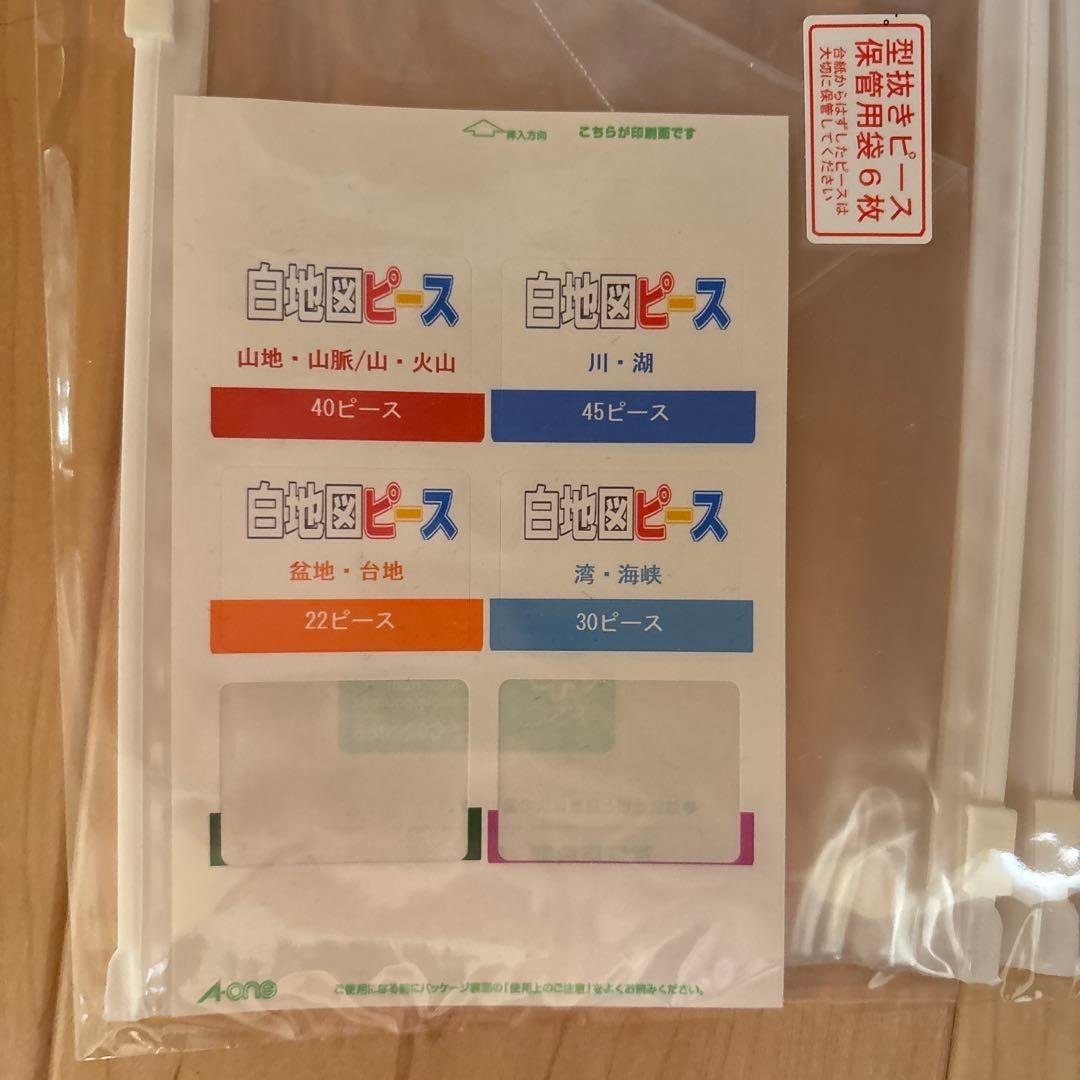 型抜きピース
保管用袋6枚
台紙からはずしたピースは
大切に保管してください
挿入方向 こちらが印刷面です
白地図ピース
山地・山脈/山・火山
40ピース
白地図ピース
川・湖
45ピース
白地図ピース
盆地・台地
22ピース
白地図ピース
湾・海峡
30ピース
A-one ご使用になる前にパッケージ裏面の「使用上のご注意」をよくお読みください。